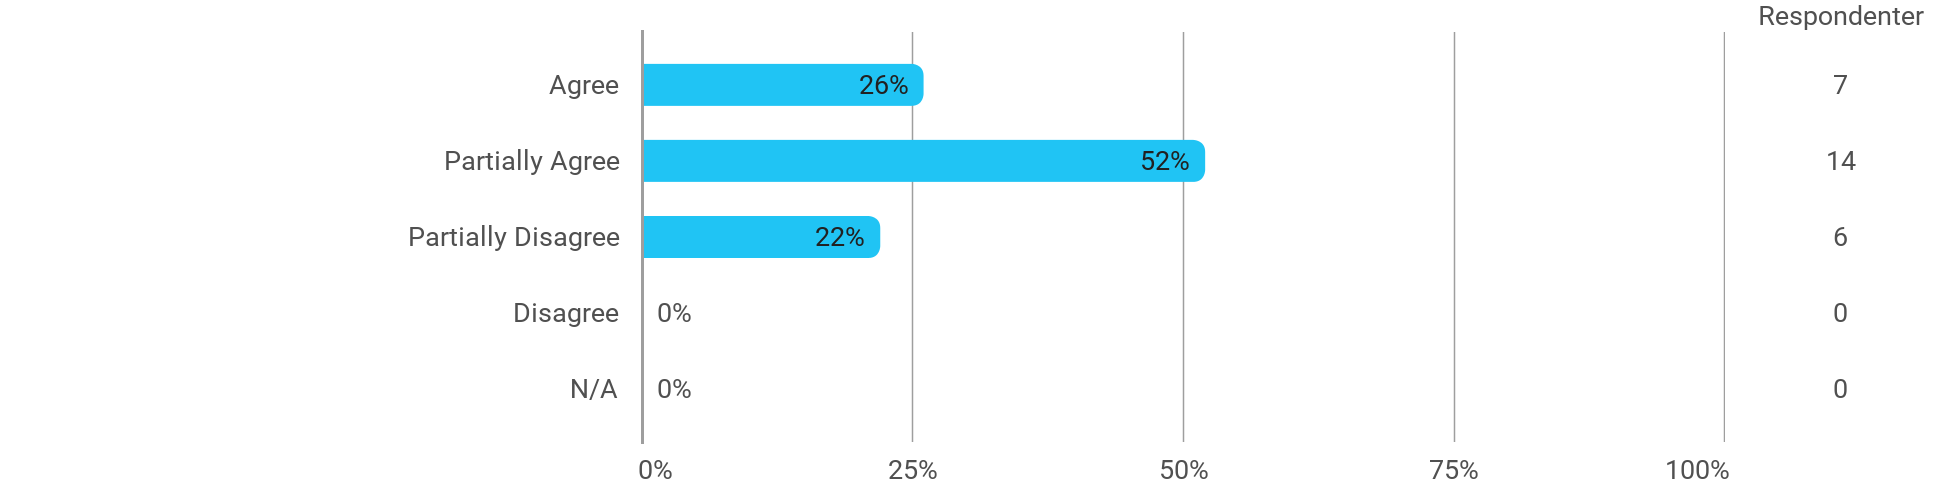 Respondenter
Agree 26% 7
Partially Agree 52% 14
Partially Disagree 22% 6
Disagree 0% 0
N/A 0% 0
0% 25% 50% 75% 100%